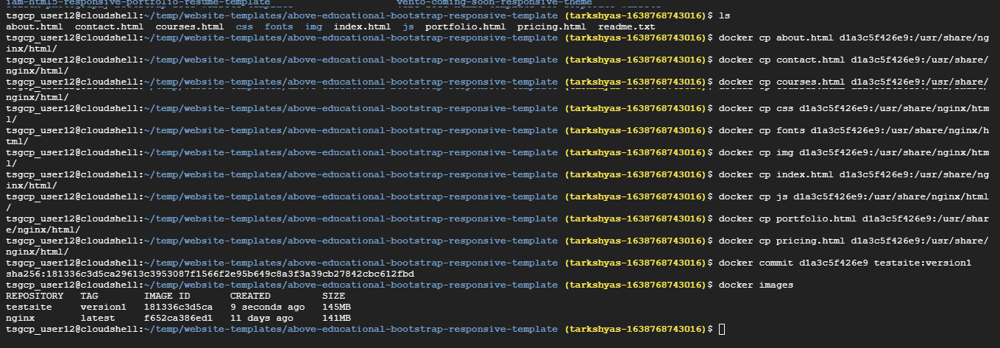 iam-html5-responsive-portfolio-resume-template vento-coming-soon-responsive-theme
tsgcp_user12@cloudshell:~/temp/website-templates/above-educational-bootstrap-responsive-template (tarkshyas-1638768743016)$ ls
about.html contact.html courses.html css fonts img index.html js portfolio.html pricing.html readme.txt
tsgcp_user12@cloudshell:~/temp/website-templates/above-educational-bootstrap-responsive-template (tarkshyas-1638768743016)$ docker cp about.html d1a3c5f426e9:/usr/share/ng
inx/html/
tsgcp_user12@cloudshell:~/temp/website-templates/above-educational-bootstrap-responsive-template (tarkshyas-1638768743016)$ docker cp contact.html d1a3c5f426e9:/usr/share/
nginx/html/
tsgcp_user12@cloudshell:~/temp/website-templates/above-educational-bootstrap-responsive-template (tarkshyas-1638768743016)$ docker cp courses.html d1a3c5f426e9:/usr/share/
nginx/html/
tsgcp_user12@cloudshell:~/temp/website-templates/above-educational-bootstrap-responsive-template (tarkshyas-1638768743016)$ docker cp css d1a3c5f426e9:/usr/share/nginx/htm
l/
tsgcp_user12@cloudshell:~/temp/website-templates/above-educational-bootstrap-responsive-template (tarkshyas-1638768743016)$ docker cp fonts d1a3c5f426e9:/usr/share/nginx/h
tml/
tsgcp_user12@cloudshell:~/temp/website-templates/above-educational-bootstrap-responsive-template (tarkshyas-1638768743016)$ docker cp img d1a3c5f426e9:/usr/share/nginx/htm
l/
tsgcp_user12@cloudshell:~/temp/website-templates/above-educational-bootstrap-responsive-template (tarkshyas-1638768743016)$ docker cp index.html d1a3c5f426e9:/usr/share/ng
inx/html/
tsgcp_user12@cloudshell:~/temp/website-templates/above-educational-bootstrap-responsive-template (tarkshyas-1638768743016)$ docker cp js d1a3c5f426e9:/usr/share/nginx/html
/
tsgcp_user12@cloudshell:~/temp/website-templates/above-educational-bootstrap-responsive-template (tarkshyas-1638768743016)$ docker cp portfolio.html d1a3c5f426e9:/usr/shar
e/nginx/html/
tsgcp_user12@cloudshell:~/temp/website-templates/above-educational-bootstrap-responsive-template (tarkshyas-1638768743016)$ docker cp pricing.html d1a3c5f426e9:/usr/share/
nginx/html/
tsgcp_user12@cloudshell:~/temp/website-templates/above-educational-bootstrap-responsive-template (tarkshyas-1638768743016)$ docker commit d1a3c5f426e9 testsite:version1
sha256:181336c3d5ca29613c3953087f1566f2e95b649c8a3f3a39cb27842cbc612fbd
tsgcp_user12@cloudshell:~/temp/website-templates/above-educational-bootstrap-responsive-template (tarkshyas-1638768743016)$ docker images
REPOSITORY TAG IMAGE ID CREATED SIZE
testsite version1 181336c3d5ca 9 seconds ago 145MB
nginx latest f652ca386ed1 11 days ago 141MB
tsgcp_user12@cloudshell:~/temp/website-templates/above-educational-bootstrap-responsive-template (tarkshyas-1638768743016)$